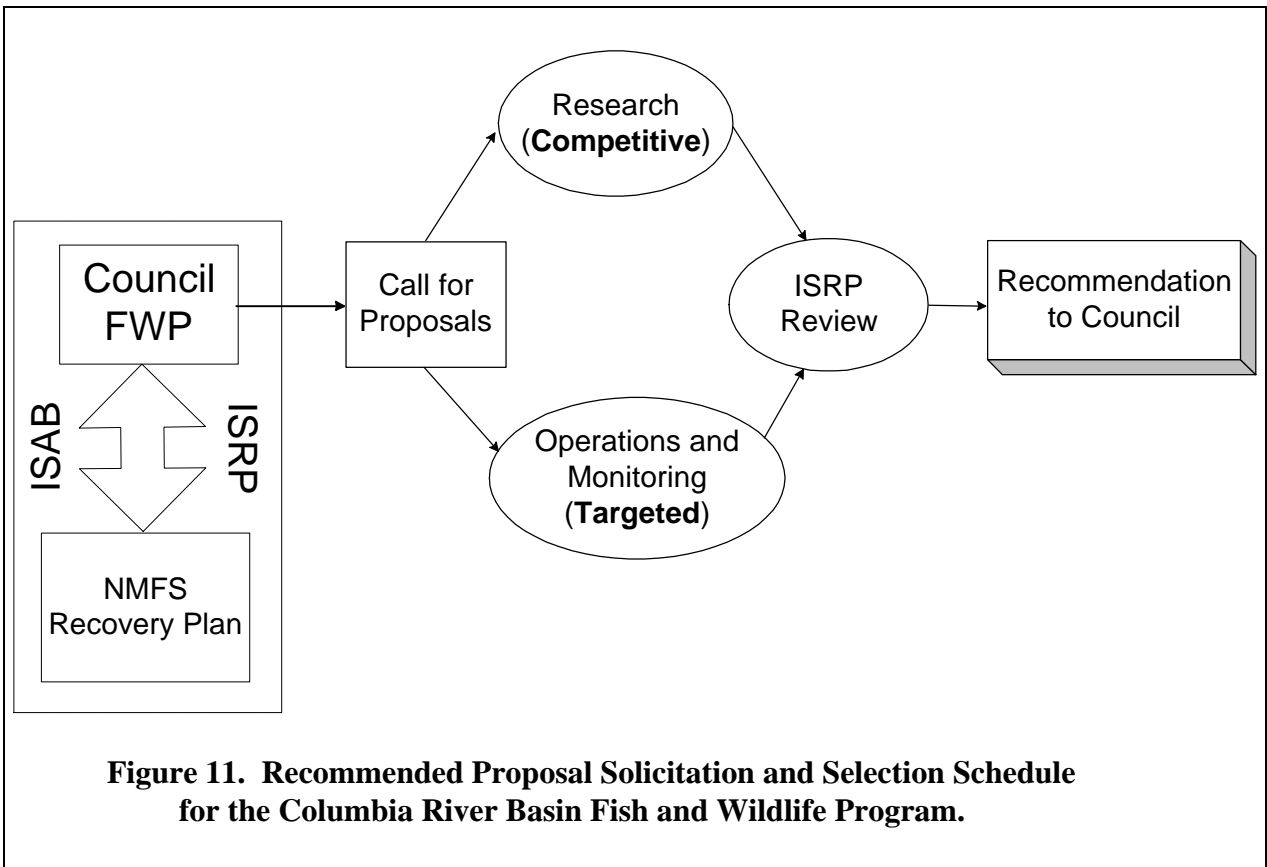 Research
(Competitive)
Council
FWP
Call for
Proposals
ISRP
Review
Recommendation
to Council
ISAB
ISRP
Operations and
Monitoring
(Targeted)
NMFS
Recovery Plan
Figure 11. Recommended Proposal Solicitation and Selection Schedule
for the Columbia River Basin Fish and Wildlife Program.